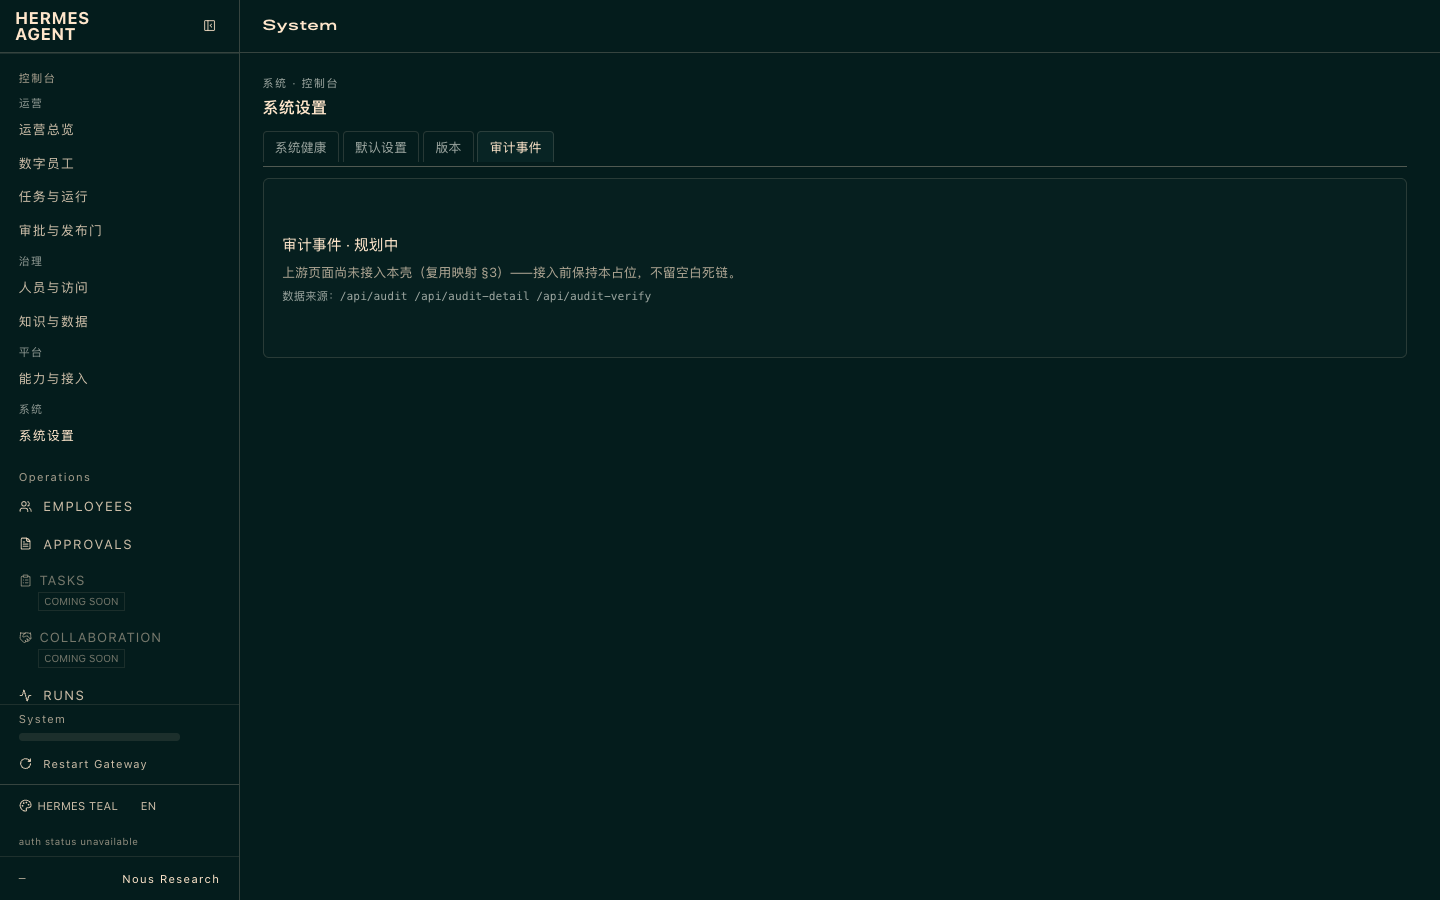 HERMES
AGENT
控制台
运营
运营总览
数字员工
任务与运行
审批与发布门
治理
人员与访问
知识与数据
平台
能力与接入
系统
系统设置
Operations
EMPLOYEES
APPROVALS
TASKS
COMING SOON
COLLABORATION
COMING SOON
RUNS
System
Restart Gateway
HERMES TEAL EN
auth status unavailable
— Nous Research
System
系统 · 控制台
系统设置
系统健康 默认设置 版本 审计事件
审计事件 · 规划中
上游页面尚未接入本壳（复用映射 §3）——接入前保持本占位，不留空白死链。
数据来源：/api/audit /api/audit-detail /api/audit-verify